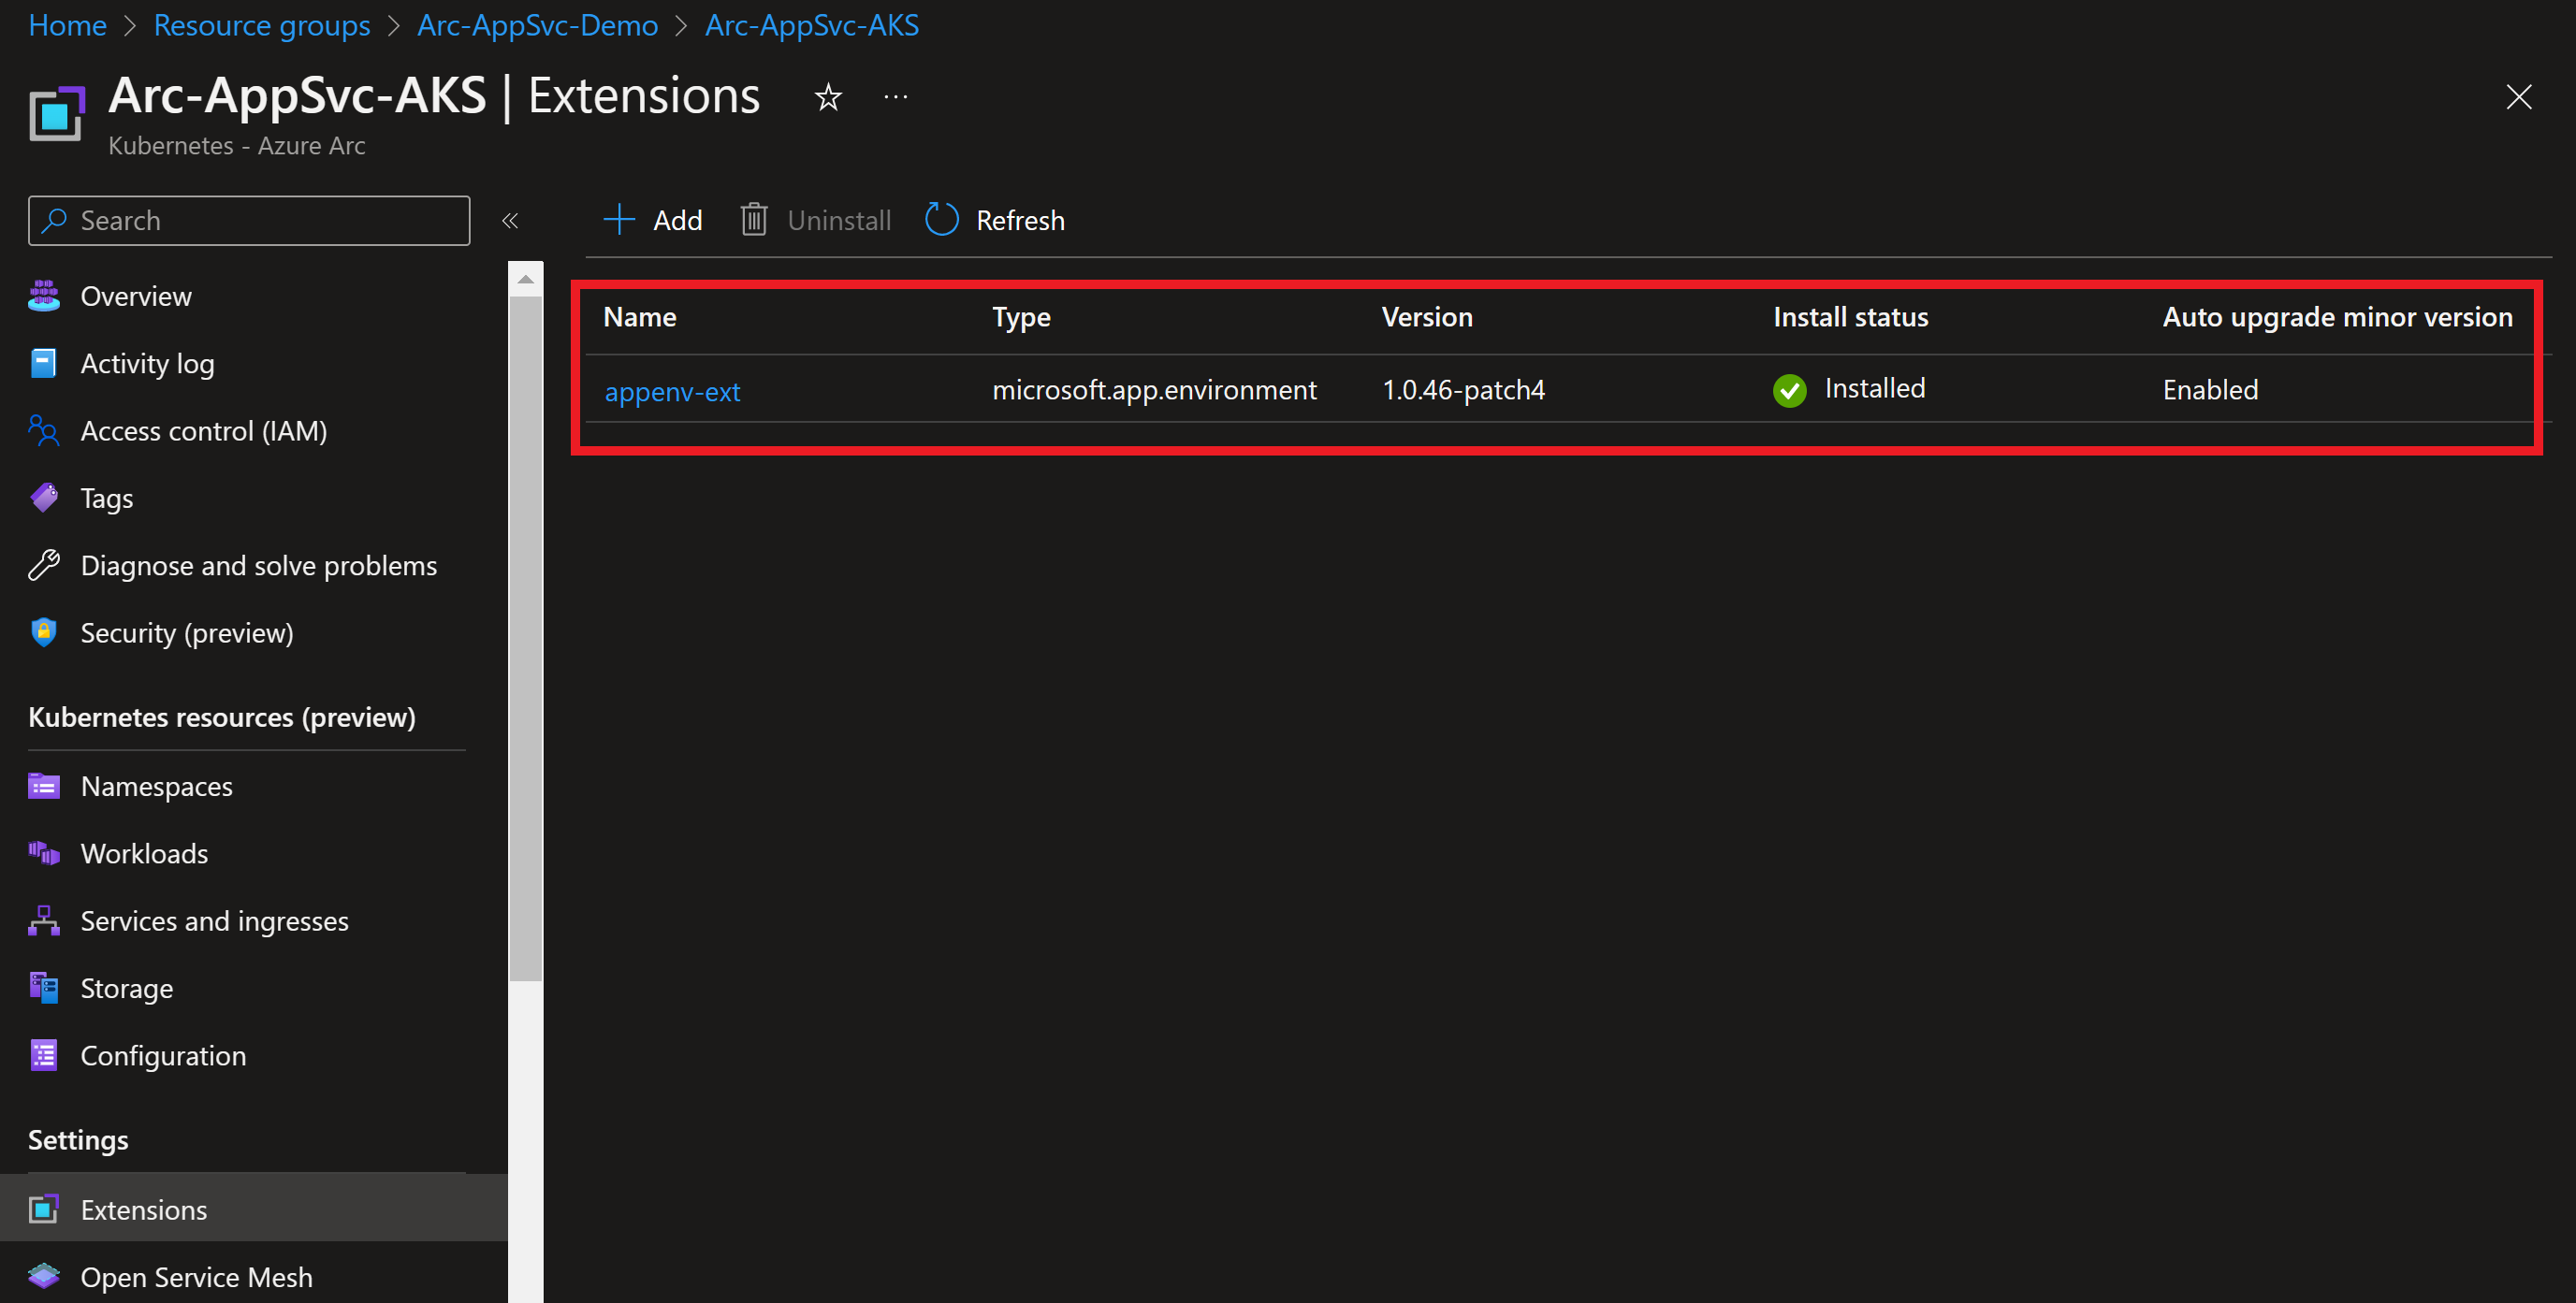 Home > Resource groups > Arc-AppSvc-Demo > Arc-AppSvc-AKS
Arc-AppSvc-AKS | Extensions
Kubernetes - Azure Arc
Search
Overview
Activity log
Access control (IAM)
Tags
Diagnose and solve problems
Security (preview)
Kubernetes resources (preview)
Namespaces
Workloads
Services and ingresses
Storage
Configuration
Settings
Extensions
Open Service Mesh
Add Uninstall Refresh
Name Type Version Install status Auto upgrade minor version
appenv-ext microsoft.app.environment 1.0.46-patch4 Installed Enabled